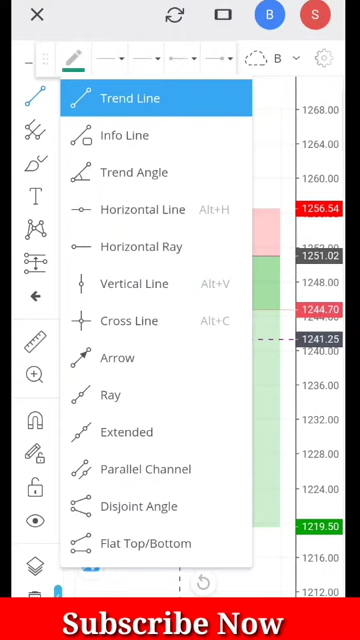 B
S
B
Trend Line
1268.00
Info Line
1264.00
Trend Angle
1260.00
Horizontal Line Alt+H
1256.54
Horizontal Ray
1251.02
Vertical Line Alt+V
1248.00
1244.70
Cross Line Alt+C
1241.25
1240.00
Arrow
1236.00
Ray
1232.00
Extended
1228.00
Parallel Channel
1224.00
Disjoint Angle
1219.50
Flat Top/Bottom
1216.00
1212.00
Subscribe Now